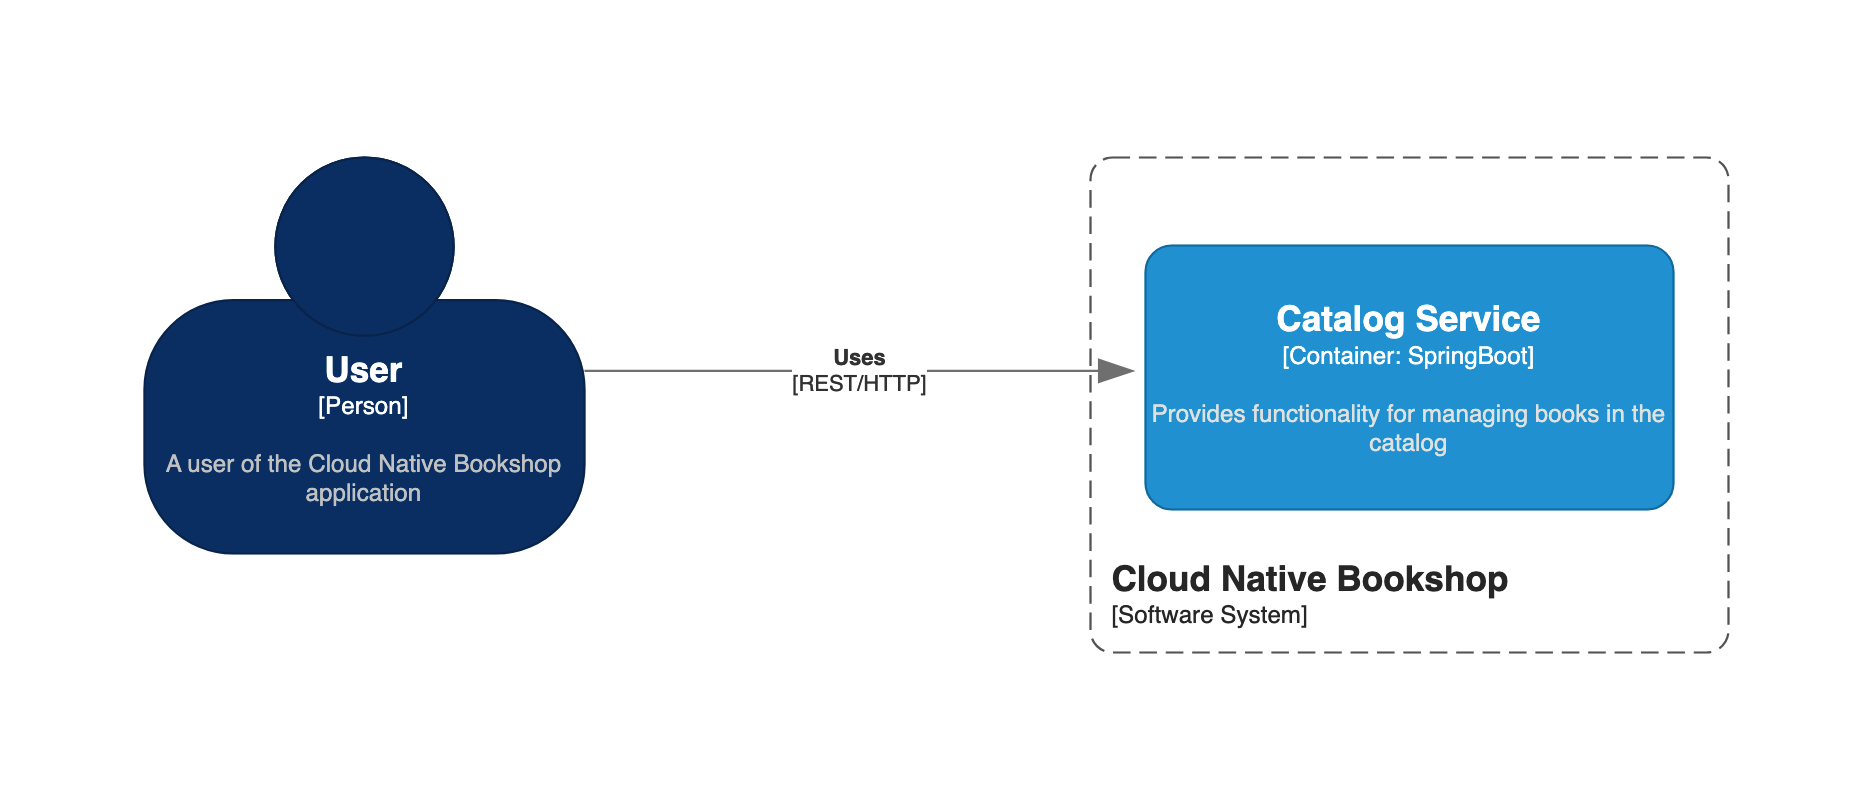 User
[Person]
A user of the Cloud Native Bookshop
application
Uses
[REST/HTTP]
Catalog Service
[Container: SpringBoot]
Provides functionality for managing books in the
catalog
Cloud Native Bookshop
[Software System]